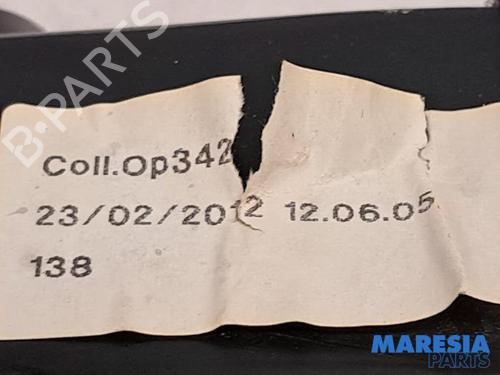 B-PARTS
Coll.Op342
23/02/2012 12.06.05
138
MARESIA
PARTS